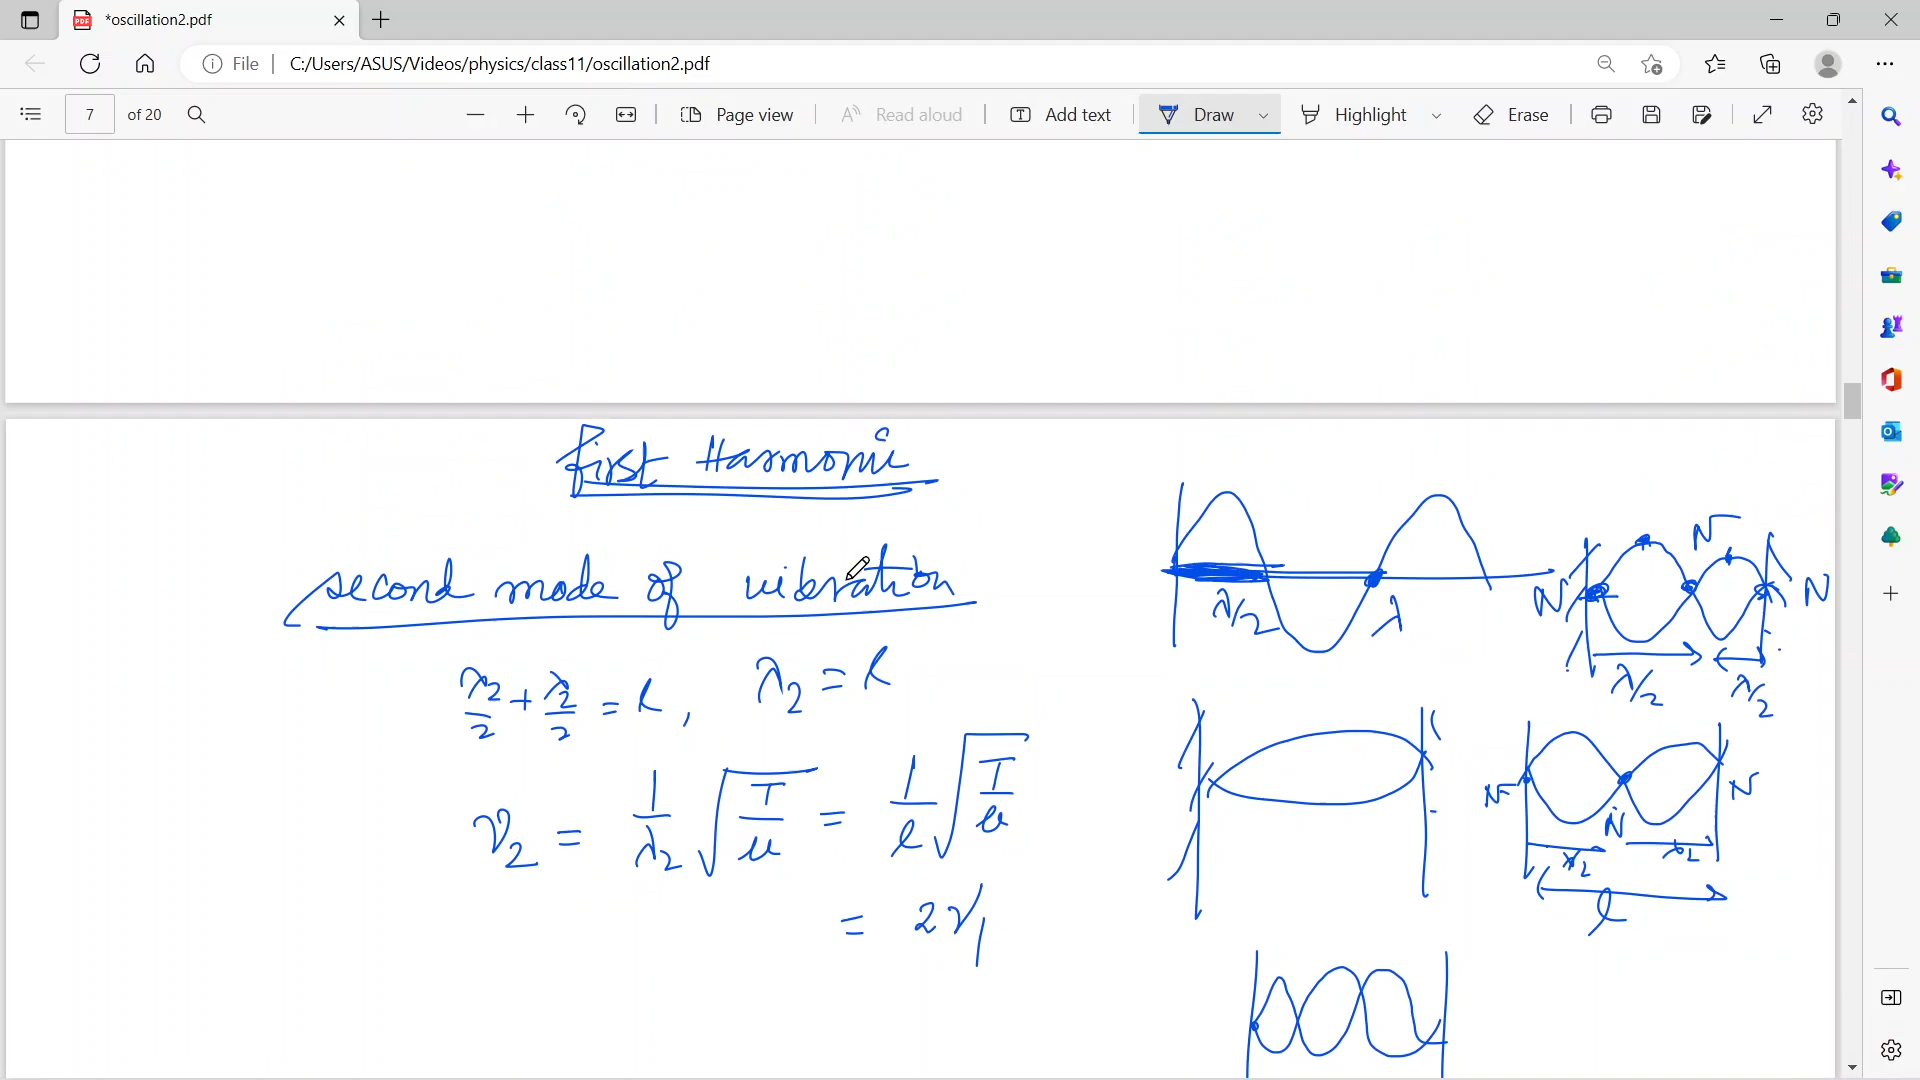 *oscillation2.pdf
File C:/Users/ASUS/Videos/physics/class11/oscillation2.pdf
7 of 20 Page view Read aloud Add text Draw Highlight Erase
first Harmonic
second mode of vibration
λ2/2 + λ2/2 = l, λ2 = l
ν2 = 1/λ2 √(T/μ) = 1/l √(T/μ)
= 2ν1
λ/2 λ
N N N
λ/2 λ/2
N N N
λ/2 λ/2
l